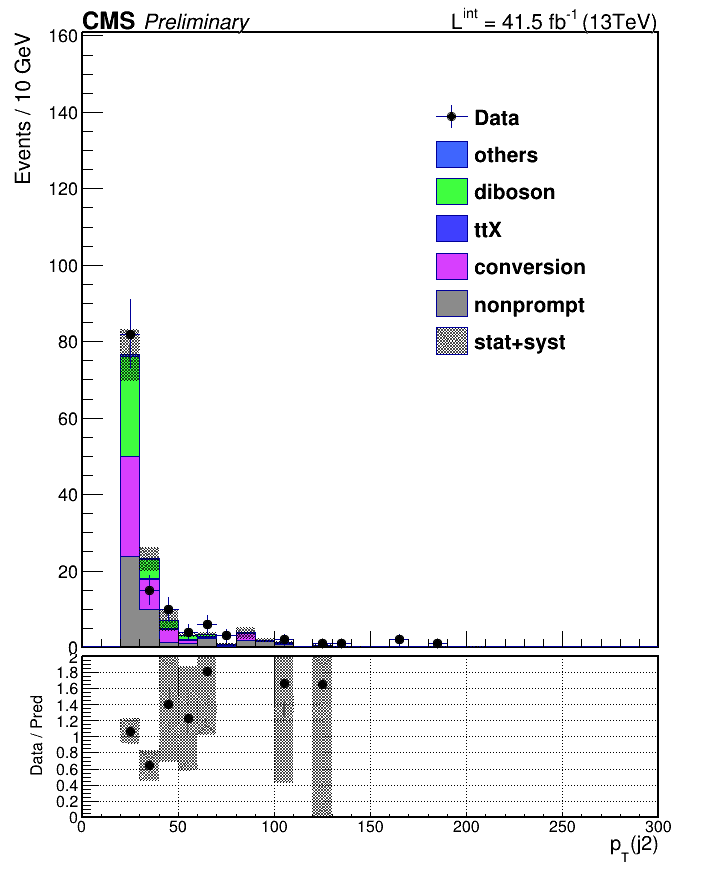 CMS Preliminary L^int = 41.5 fb^-1 (13TeV)
Events / 10 GeV
160
140
120
100
80
60
40
20
0
Data
others
diboson
ttX
conversion
nonprompt
stat+syst
Data / Pred
2
1.8
1.6
1.4
1.2
1
0.8
0.6
0.4
0.2
0
0 50 100 150 200 250 300
p_T(j2)